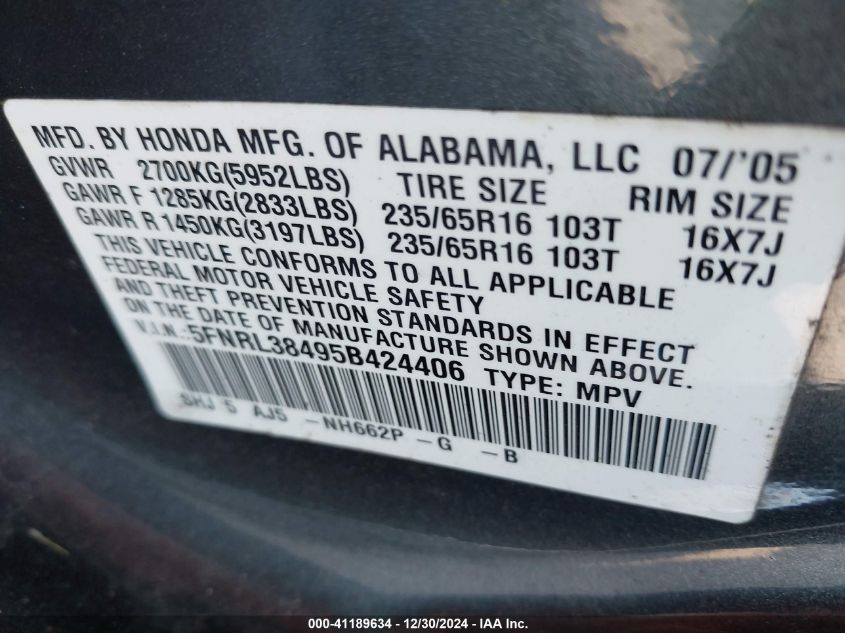 MFD. BY HONDA MFG. OF ALABAMA, LLC 07/'05
GVWR 2700KG(5952LBS) TIRE SIZE RIM SIZE
GAWR F 1285KG(2833LBS) 235/65R16 103T 16X7J
GAWR R 1450KG(3197LBS) 235/65R16 103T 16X7J
THIS VEHICLE CONFORMS TO ALL APPLICABLE
FEDERAL MOTOR VEHICLE SAFETY
AND THEFT PREVENTION STANDARDS IN EFFECT
ON THE DATE OF MANUFACTURE SHOWN ABOVE.
V.I.N.:5FNRL38495B424406 TYPE: MPV
SHJ 5 AJ5 -NH662P -G -B
000-41189634 - 12/30/2024 - IAA Inc.